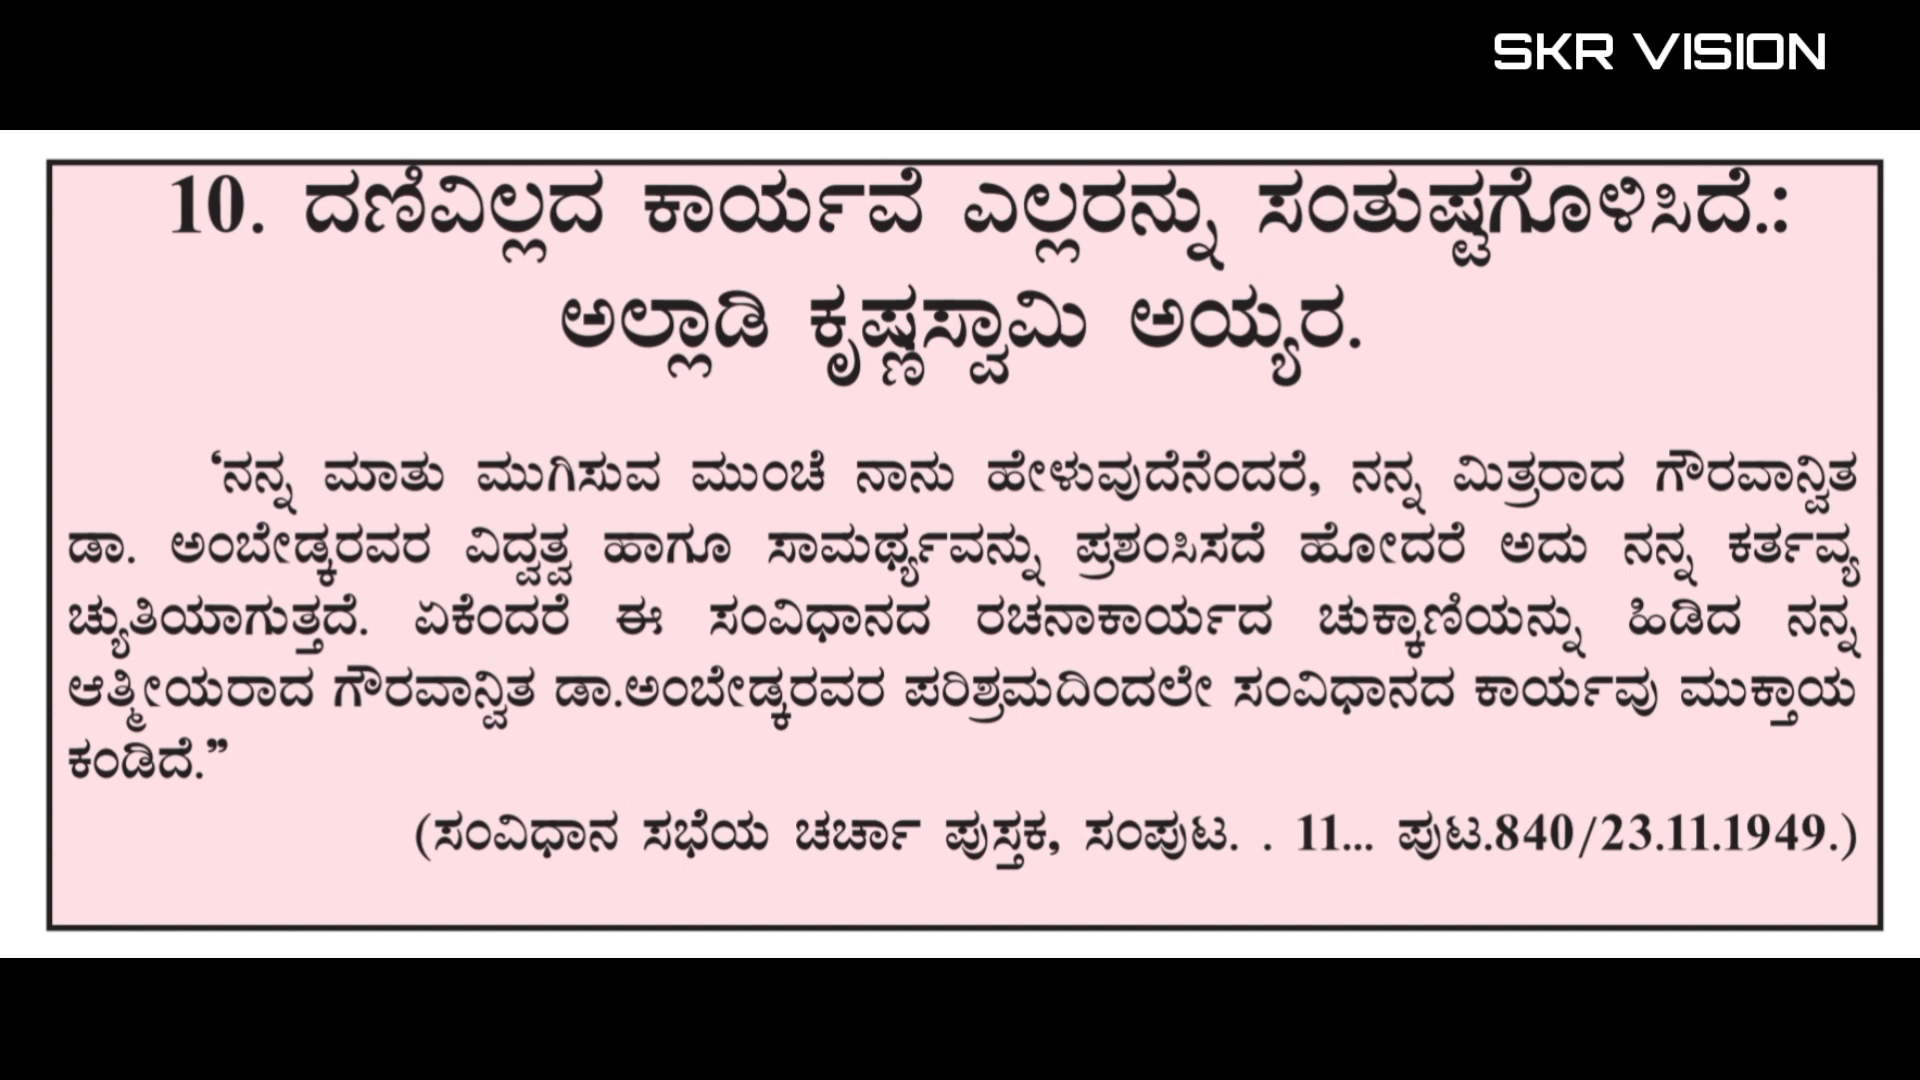 SKR VISION
10. ದಣಿವಿಲ್ಲದ ಕಾರ್ಯವೆ ಎಲ್ಲರನ್ನು ಸಂತುಷ್ಟಗೊಳಿಸಿದೆ.:
ಅಲ್ಲಾಡಿ ಕೃಷ್ಣಸ್ವಾಮಿ ಅಯ್ಯರ.
‘ನನ್ನ ಮಾತು ಮುಗಿಸುವ ಮುಂಚೆ ನಾನು ಹೇಳುವುದೆನೆಂದರೆ, ನನ್ನ ಮಿತ್ರರಾದ ಗೌರವಾನ್ವಿತ
ಡಾ. ಅಂಬೇಡ್ಕರವರ ವಿದ್ವತ್ವ ಹಾಗೂ ಸಾಮರ್ಥ್ಯವನ್ನು ಪ್ರಶಂಸಿಸದೆ ಹೋದರೆ ಅದು ನನ್ನ ಕರ್ತವ್ಯ
ಚ್ಯುತಿಯಾಗುತ್ತದೆ. ಏಕೆಂದರೆ ಈ ಸಂವಿಧಾನದ ರಚನಾಕಾರ್ಯದ ಚುಕ್ಕಾಣಿಯನ್ನು ಹಿಡಿದ ನನ್ನ
ಆತ್ಮೀಯರಾದ ಗೌರವಾನ್ವಿತ ಡಾ.ಅಂಬೇಡ್ಕರವರ ಪರಿಶ್ರಮದಿಂದಲೇ ಸಂವಿಧಾನದ ಕಾರ್ಯವು ಮುಕ್ತಾಯ
ಕಂಡಿದೆ.”
(ಸಂವಿಧಾನ ಸಭೆಯ ಚರ್ಚಾ ಪುಸ್ತಕ, ಸಂಪುಟ. . 11... ಪುಟ.840/23.11.1949.)